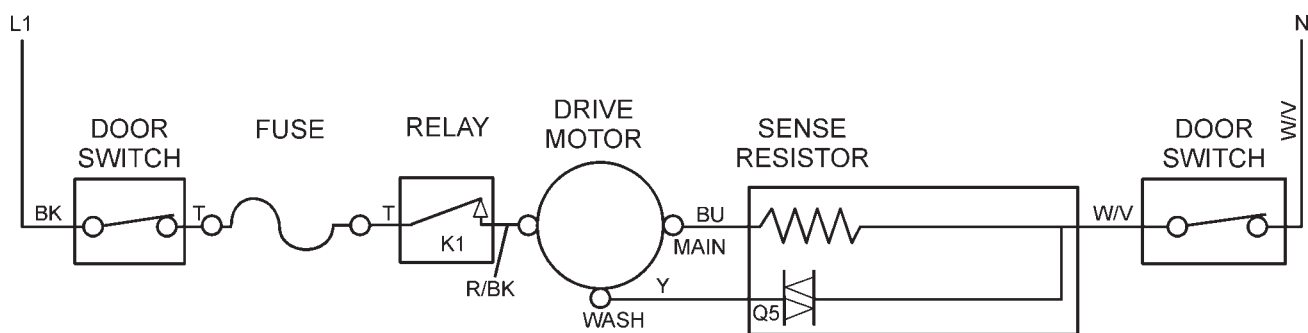 L1
N
DOOR
SWITCH
FUSE
RELAY
DRIVE
MOTOR
SENSE
RESISTOR
DOOR
SWITCH
W/V
BK
T
T
K1
R/BK
BU
MAIN
W/V
Y
WASH
Q5